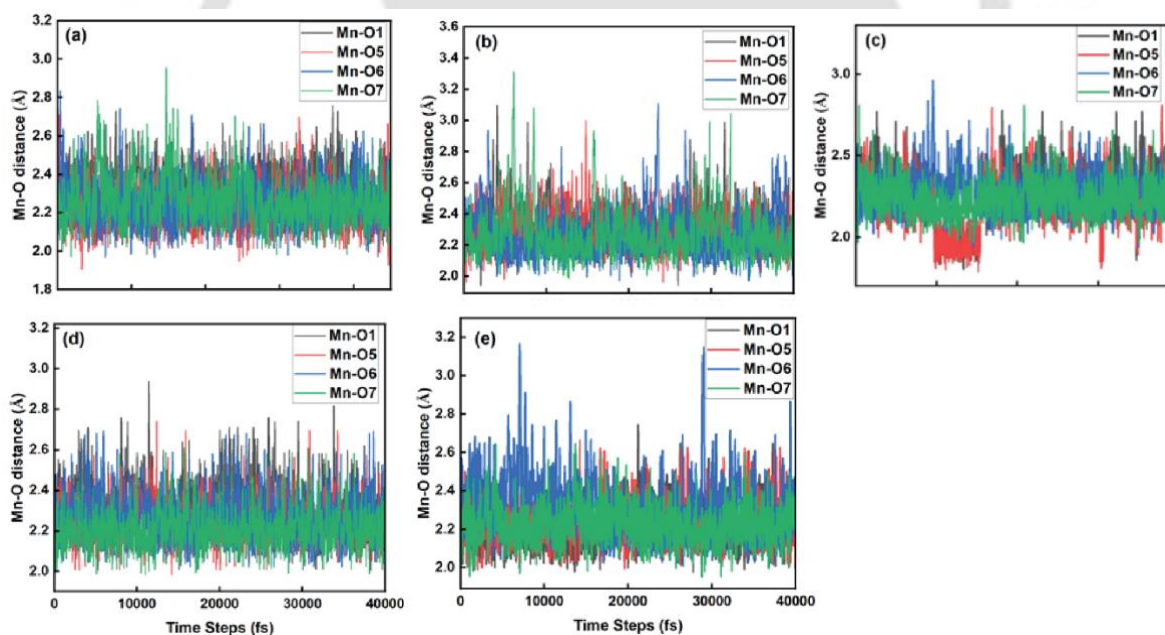 (a)
Mn-O1
Mn-O5
Mn-O6
Mn-O7
3.2
3.0
2.8
2.6
2.4
2.2
2.0
1.8
Mn-O distance (Å)
(b)
Mn-O1
Mn-O5
Mn-O6
Mn-O7
3.6
3.4
3.2
3.0
2.8
2.6
2.4
2.2
2.0
Mn-O distance (Å)
(c)
Mn-O1
Mn-O5
Mn-O6
Mn-O7
3.0
2.5
2.0
Mn-O distance (Å)
(d)
Mn-O1
Mn-O5
Mn-O6
Mn-O7
3.2
3.0
2.8
2.6
2.4
2.2
2.0
Mn-O distance (Å)
0 10000 20000 30000 40000
Time Steps (fs)
(e)
Mn-O1
Mn-O5
Mn-O6
Mn-O7
3.2
3.0
2.8
2.6
2.4
2.2
2.0
Mn-O distance (Å)
0 10000 20000 30000 40000
Time Steps (fs)